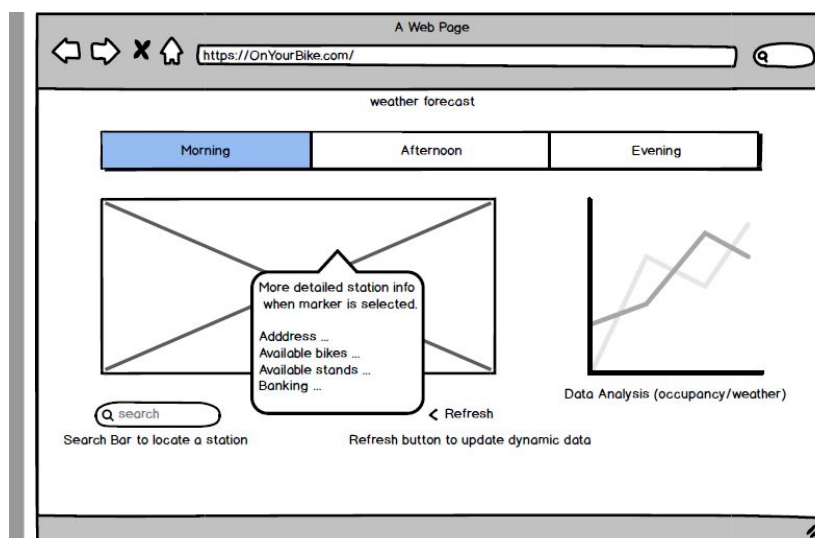 A Web Page
https://OnYourBike.com/
weather forecast
Morning
Afternoon
Evening
More detailed station info
when marker is selected.
Adddress ...
Available bikes ...
Available stands ...
Banking ...
Data Analysis (occupancy/weather)
search
Refresh
Search Bar to locate a station
Refresh button to update dynamic data